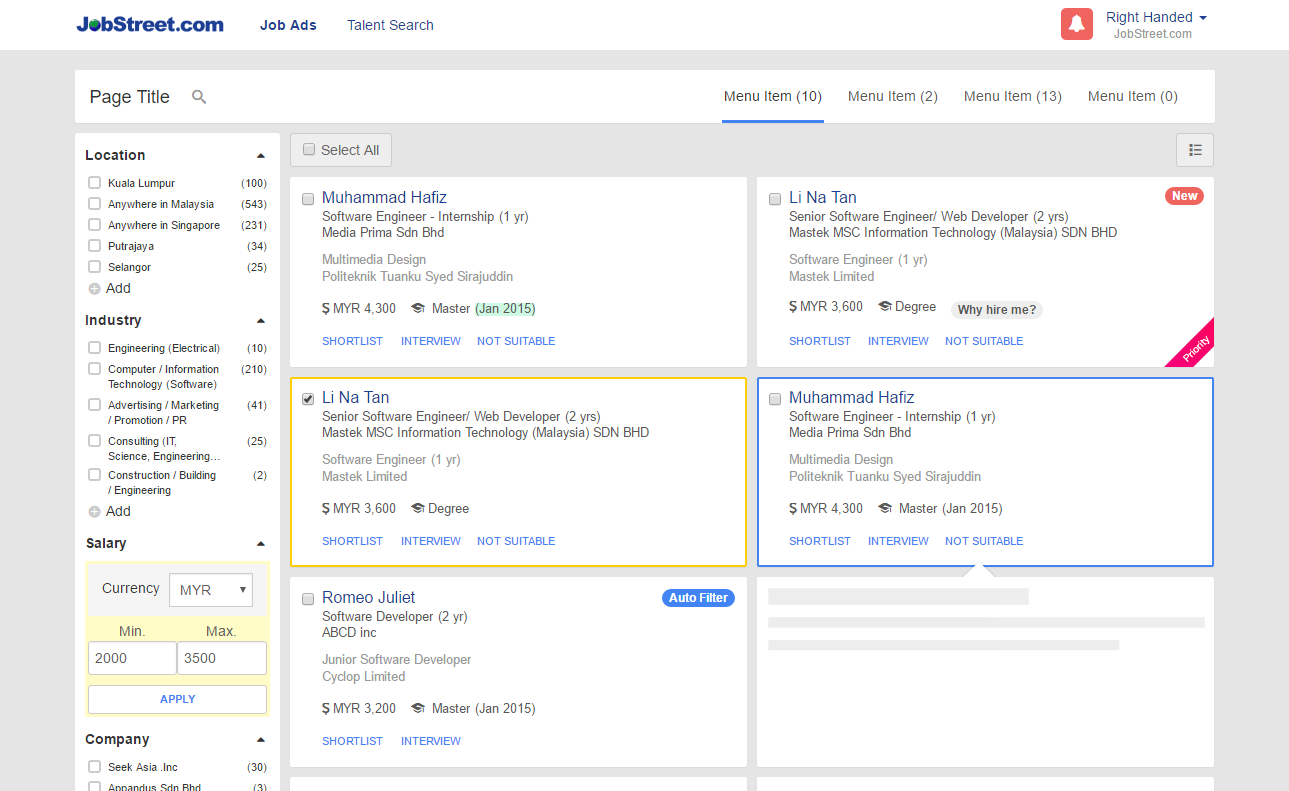 JobStreet.com
Job Ads
Talent Search
Right Handed
JobStreet.com
Page Title
Menu Item (10)
Menu Item (2)
Menu Item (13)
Menu Item (0)
Location
Kuala Lumpur (100)
Anywhere in Malaysia (543)
Anywhere in Singapore (231)
Putrajaya (34)
Selangor (25)
Add
Industry
Engineering (Electrical) (10)
Computer / Information (210)
Technology (Software)
Advertising / Marketing (41)
/ Promotion / PR
Consulting (IT, (25)
Science, Engineering...
Construction / Building (2)
/ Engineering
Add
Salary
Currency MYR
Min. Max.
2000 3500
APPLY
Company
Seek Asia .Inc (30)
Appandus Sdn Bhd (3)
Select All
Muhammad Hafiz
Software Engineer - Internship (1 yr)
Media Prima Sdn Bhd
Multimedia Design
Politeknik Tuanku Syed Sirajuddin
$ MYR 4,300 Master (Jan 2015)
SHORTLIST INTERVIEW NOT SUITABLE
Li Na Tan
New
Senior Software Engineer/ Web Developer (2 yrs)
Mastek MSC Information Technology (Malaysia) SDN BHD
Software Engineer (1 yr)
Mastek Limited
$ MYR 3,600 Degree Why hire me?
SHORTLIST INTERVIEW NOT SUITABLE
Priority
Li Na Tan
Senior Software Engineer/ Web Developer (2 yrs)
Mastek MSC Information Technology (Malaysia) SDN BHD
Software Engineer (1 yr)
Mastek Limited
$ MYR 3,600 Degree
SHORTLIST INTERVIEW NOT SUITABLE
Muhammad Hafiz
Software Engineer - Internship (1 yr)
Media Prima Sdn Bhd
Multimedia Design
Politeknik Tuanku Syed Sirajuddin
$ MYR 4,300 Master (Jan 2015)
SHORTLIST INTERVIEW NOT SUITABLE
Romeo Juliet
Auto Filter
Software Developer (2 yr)
ABCD inc
Junior Software Developer
Cyclop Limited
$ MYR 3,200 Master (Jan 2015)
SHORTLIST INTERVIEW